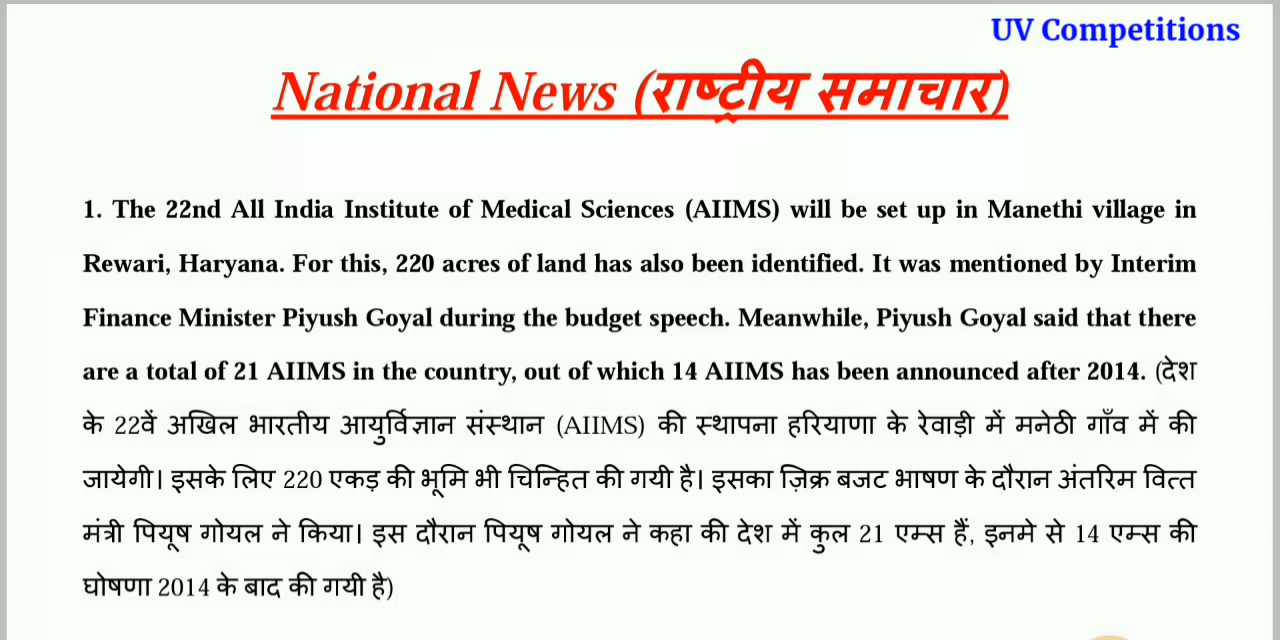 UV Competitions
National News (राष्ट्रीय समाचार)
1. The 22nd All India Institute of Medical Sciences (AIIMS) will be set up in Manethi village in
Rewari, Haryana. For this, 220 acres of land has also been identified. It was mentioned by Interim
Finance Minister Piyush Goyal during the budget speech. Meanwhile, Piyush Goyal said that there
are a total of 21 AIIMS in the country, out of which 14 AIIMS has been announced after 2014. (देश
के 22वें अखिल भारतीय आयुर्विज्ञान संस्थान (AIIMS) की स्थापना हरियाणा के रेवाड़ी में मनेठी गाँव में की
जायेगी। इसके लिए 220 एकड़ की भूमि भी चिन्हित की गयी है। इसका ज़िक्र बजट भाषण के दौरान अंतरिम वित्त
मंत्री पियूष गोयल ने किया। इस दौरान पियूष गोयल ने कहा की देश में कुल 21 एम्स हैं, इनमे से 14 एम्स की
घोषणा 2014 के बाद की गयी है)